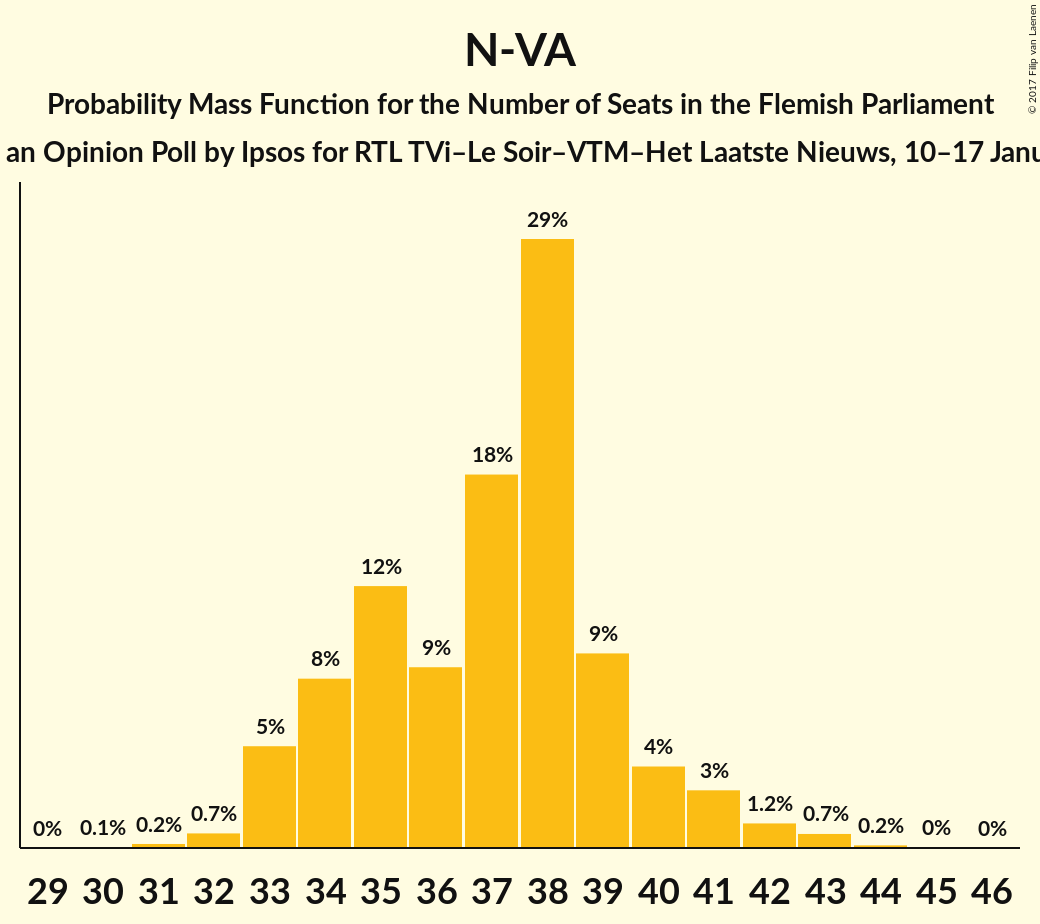 N-VA
Probability Mass Function for the Number of Seats in the Flemish Parliament
an Opinion Poll by Ipsos for RTL TVi–Le Soir–VTM–Het Laatste Nieuws, 10–17 Janu
© 2017 Filip van Laenen
29%
18%
12%
9%
9%
8%
5%
4%
3%
0% 0.1% 0.2% 0.7% 1.2% 0.7% 0.2% 0% 0%
29 30 31 32 33 34 35 36 37 38 39 40 41 42 43 44 45 46